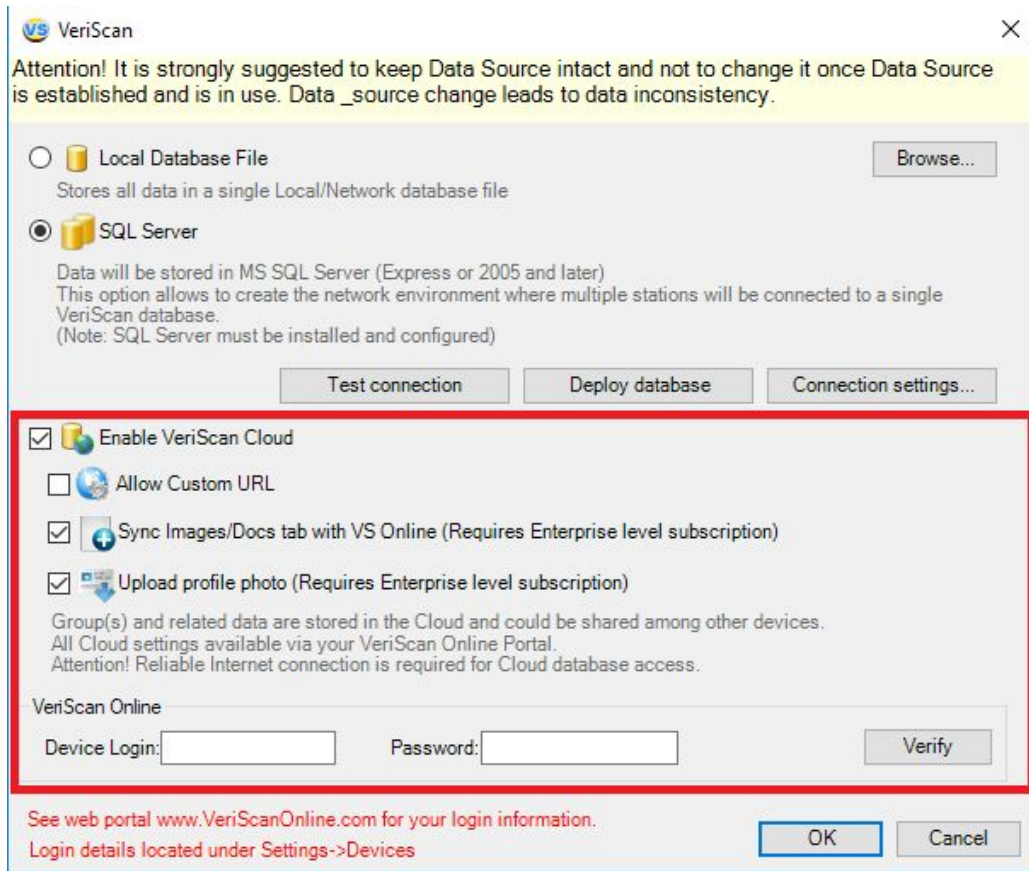 VS VeriScan
Attention! It is strongly suggested to keep Data Source intact and not to change it once Data Source
is established and is in use. Data _source change leads to data inconsistency.
Local Database File
Browse...
Stores all data in a single Local/Network database file
SQL Server
Data will be stored in MS SQL Server (Express or 2005 and later)
This option allows to create the network environment where multiple stations will be connected to a single
VeriScan database.
(Note: SQL Server must be installed and configured)
Test connection
Deploy database
Connection settings...
Enable VeriScan Cloud
Allow Custom URL
Sync Images/Docs tab with VS Online (Requires Enterprise level subscription)
Upload profile photo (Requires Enterprise level subscription)
Group(s) and related data are stored in the Cloud and could be shared among other devices.
All Cloud settings available via your VeriScan Online Portal.
Attention! Reliable Internet connection is required for Cloud database access.
VeriScan Online
Device Login:
Password:
Verify
See web portal www.VeriScanOnline.com for your login information.
Login details located under Settings->Devices
OK
Cancel